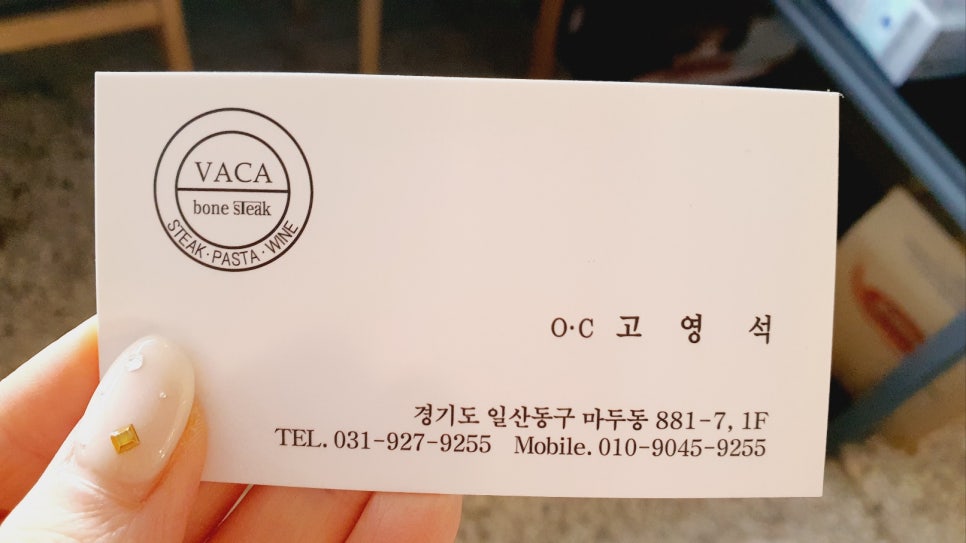 VACA
bone steak
STEAK·PASTA·WINE
O·C 고 영 석
경기도 일산동구 마두동 881-7, 1F
TEL. 031-927-9255 Mobile. 010-9045-9255